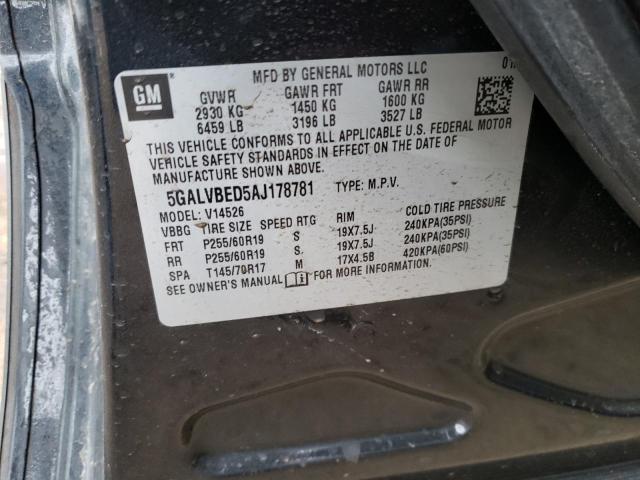 GM
MFD BY GENERAL MOTORS LLC
GVWR GAWR FRT GAWR RR
2930 KG 1450 KG 1600 KG
6459 LB 3196 LB 3527 LB
THIS VEHICLE CONFORMS TO ALL APPLICABLE U.S. FEDERAL MOTOR
VEHICLE SAFETY STANDARDS IN EFFECT ON THE DATE OF
MANUFACTURE SHOWN ABOVE.
5GALVBED5AJ178781 TYPE: M.P.V.
MODEL: V14526
VBBG TIRE SIZE SPEED RTG RIM COLD TIRE PRESSURE
FRT P255/60R19 S 19X7.5J 240KPA(35PSI)
RR P255/60R19 S 19X7.5J 240KPA(35PSI)
SPA T145/70R17 M 17X4.5B 420KPA(60PSI)
SEE OWNER'S MANUAL FOR MORE INFORMATION.